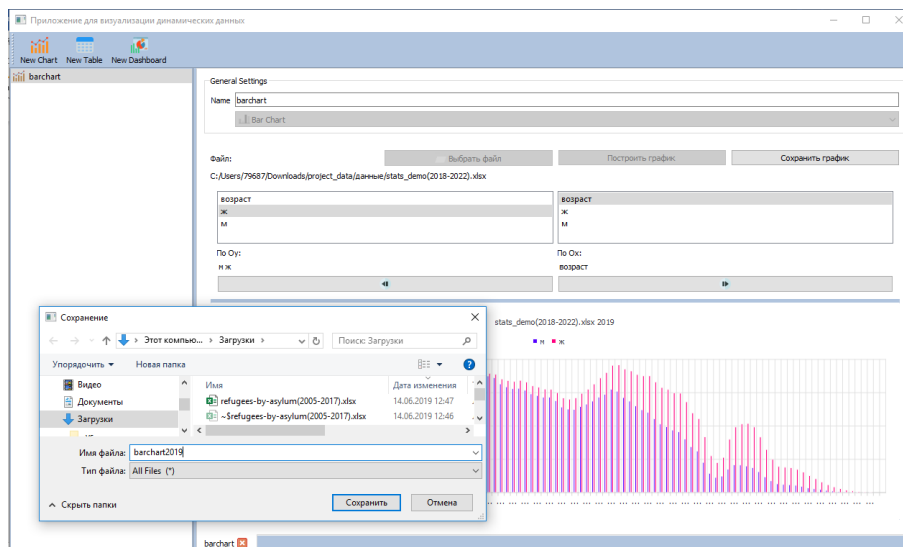 Приложение для визуализации динамических данных
New Chart New Table New Dashboard
barchart
General Settings
Name barchart
Bar Chart
Файл: Выбрать файл Построить график Сохранить график
C:/Users/79687/Downloads/project_data/данные/stats_demo(2018-2022).xlsx
возраст
ж
м
возраст
ж
м
По Oy: По Ox:
м ж возраст
Сохранение
Этот компью... › Загрузки ›
Поиск: Загрузки
Упорядочить Новая папка
Видео
Документы
Загрузки
Имя Дата изменения
refugees-by-asylum(2005-2017).xlsx 14.06.2019 12:47
~$refugees-by-asylum(2005-2017).xlsx 14.06.2019 12:46
Имя файла: barchart2019
Тип файла: All Files (*)
Скрыть папки Сохранить Отмена
stats_demo(2018-2022).xlsx 2019
м ж
barchart